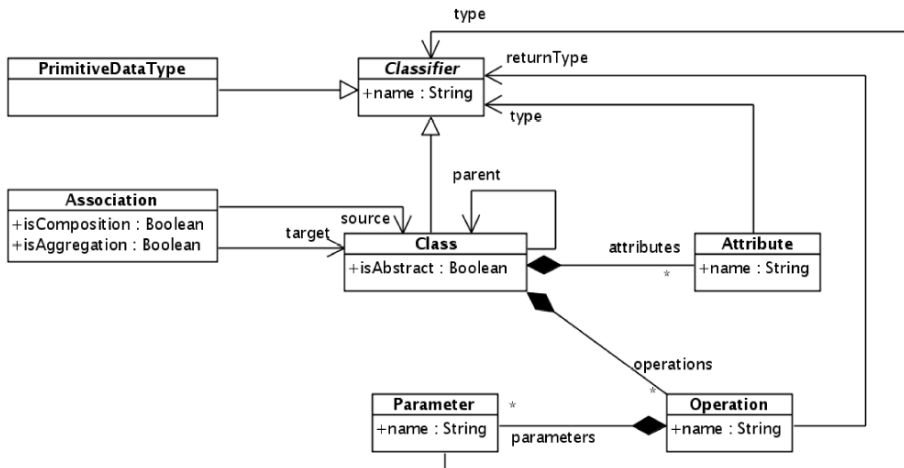 type
PrimitiveDataType
Classifier
+name : String
returnType
type
Association
+isComposition : Boolean
+isAggregation : Boolean
source
target
parent
Class
+isAbstract : Boolean
attributes
*
Attribute
+name : String
operations
*
Parameter
+name : String
*
parameters
Operation
+name : String